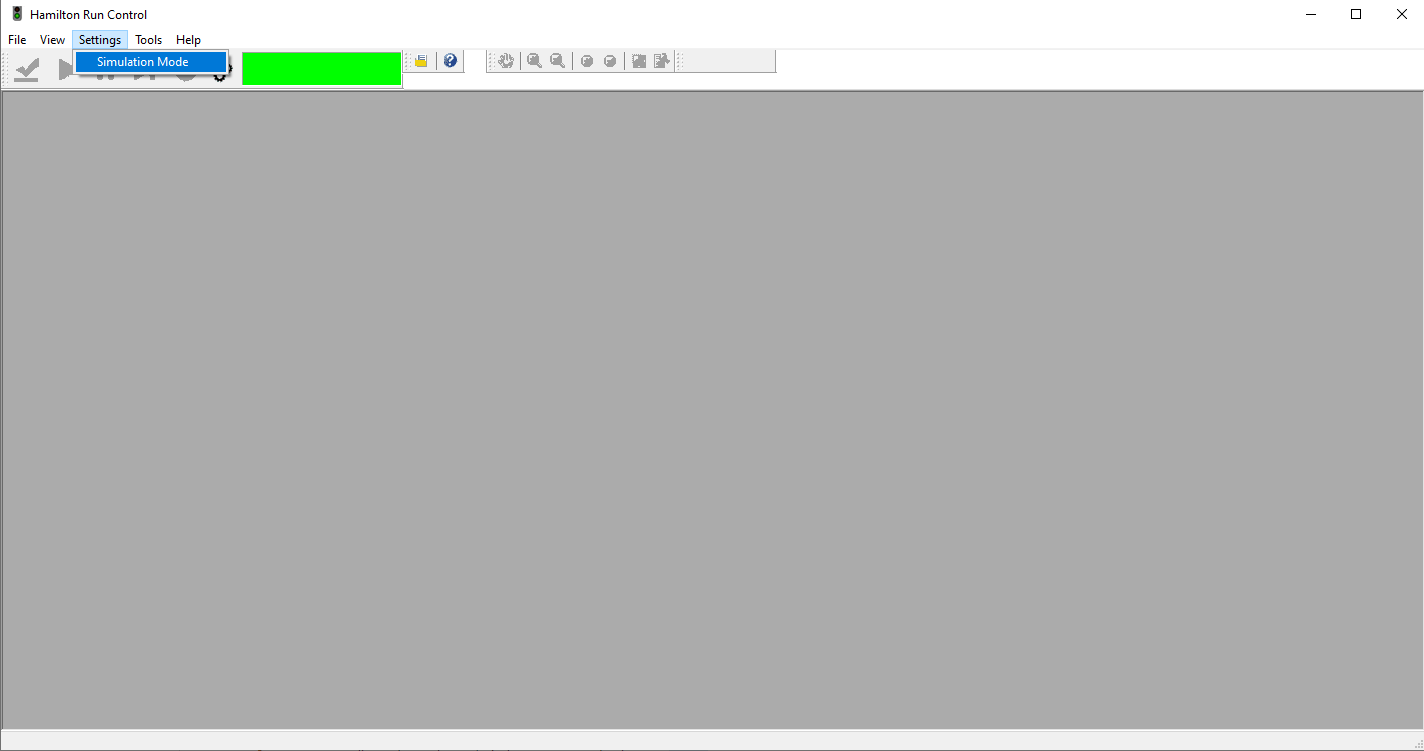 Hamilton Run Control
File View Settings Tools Help
Simulation Mode